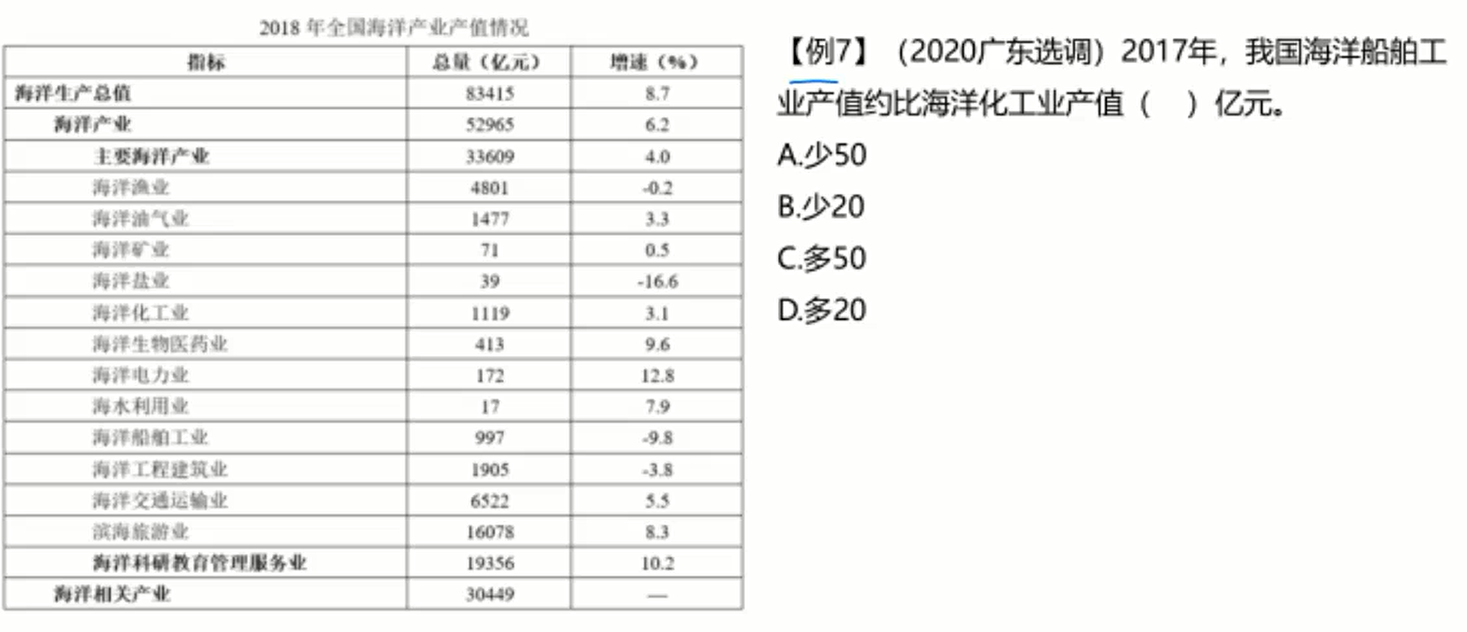 2018 年全国海洋产业产值情况
指标 总量（亿元） 增速（%）
海洋生产总值 83415 8.7
海洋产业 52965 6.2
主要海洋产业 33609 4.0
海洋渔业 4801 -0.2
海洋油气业 1477 3.3
海洋矿业 71 0.5
海洋盐业 39 -16.6
海洋化工业 1119 3.1
海洋生物医药业 413 9.6
海洋电力业 172 12.8
海水利用业 17 7.9
海洋船舶工业 997 -9.8
海洋工程建筑业 1905 -3.8
海洋交通运输业 6522 5.5
滨海旅游业 16078 8.3
海洋科研教育管理服务业 19356 10.2
海洋相关产业 30449 —
【例7】（2020广东选调）2017年，我国海洋船舶工
业产值约比海洋化工业产值（ ）亿元。
A.少50
B.少20
C.多50
D.多20